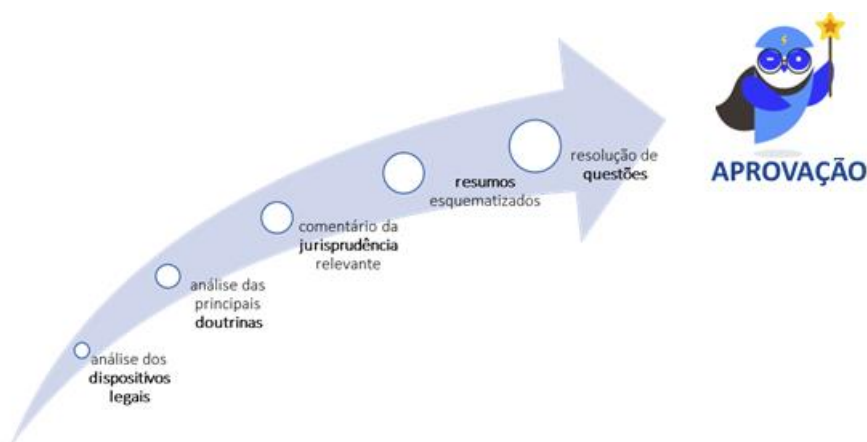 análise dos
dispositivos
legais
análise das
principais
doutrinas
comentário da
jurisprudência
relevante
resumos
esquematizados
resolução de
questões
APROVAÇÃO